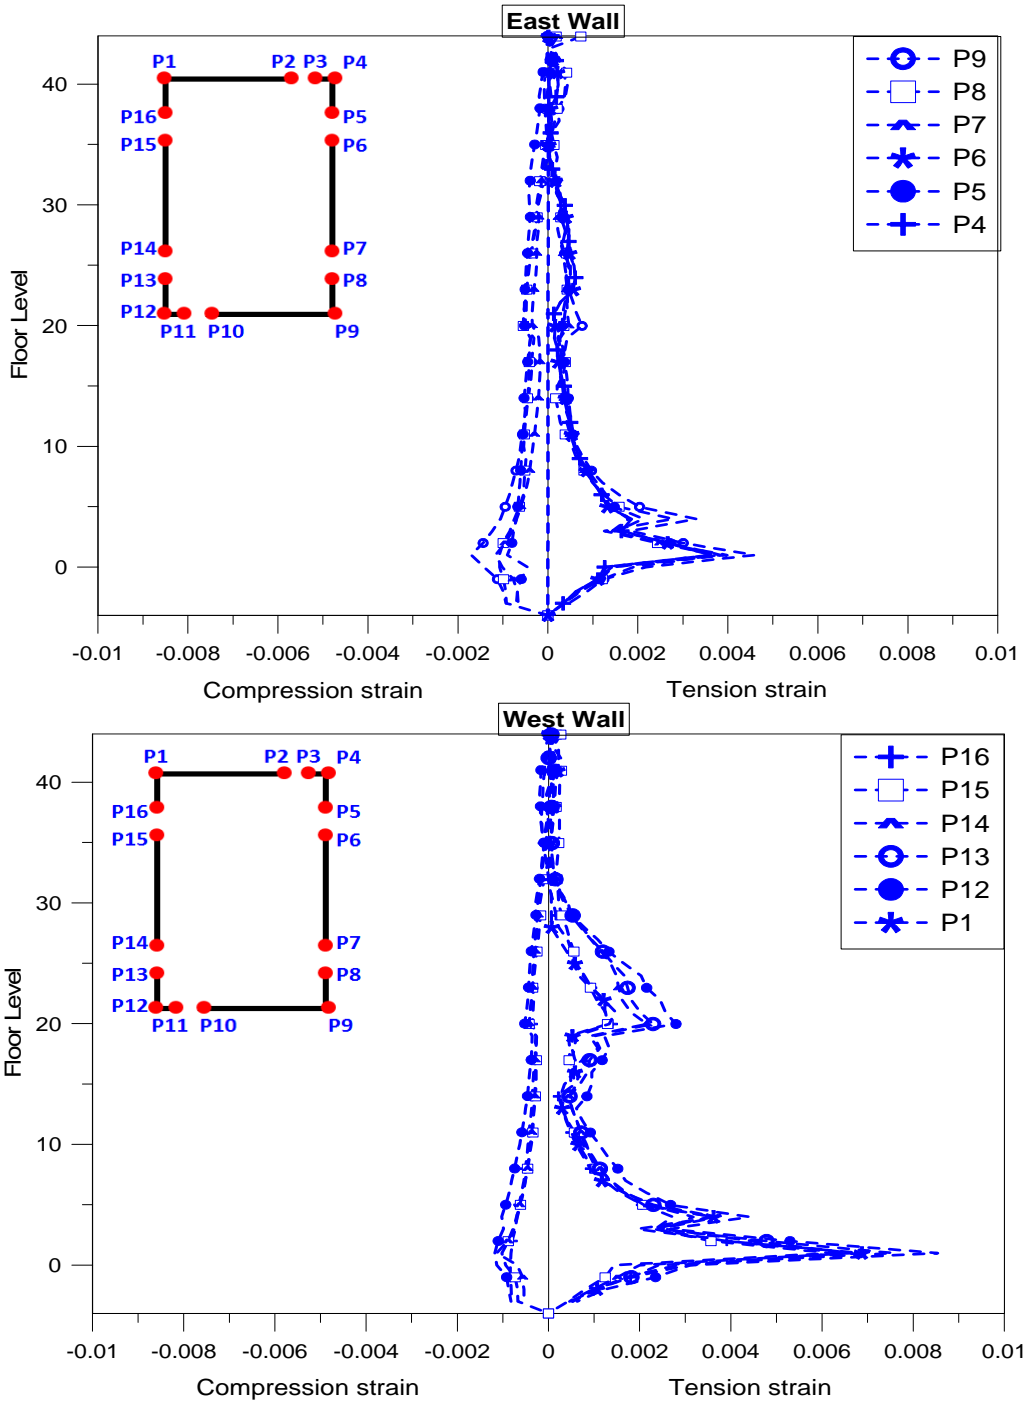 East Wall
P1 P2 P3 P4
P16 P5
P15 P6
P14 P7
P13 P8
P12
P11 P10 P9
P9
P8
P7
P6
P5
P4
40
30
20
10
0
Floor Level
-0.01 -0.008 -0.006 -0.004 -0.002 0 0.002 0.004 0.006 0.008 0.01
Compression strain Tension strain
West Wall
P1 P2 P3 P4
P16 P5
P15 P6
P14 P7
P13 P8
P12
P11 P10 P9
P16
P15
P14
P13
P12
P1
40
30
20
10
0
Floor Level
-0.01 -0.008 -0.006 -0.004 -0.002 0 0.002 0.004 0.006 0.008 0.01
Compression strain Tension strain